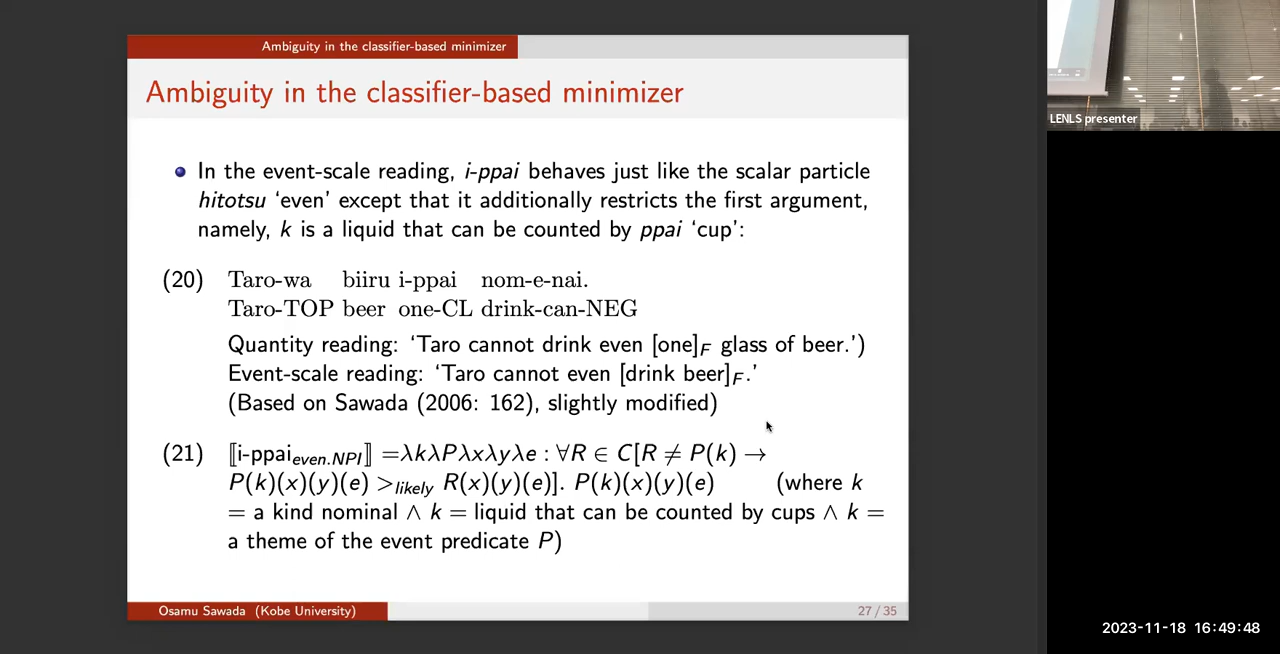 Ambiguity in the classifier-based minimizer
Ambiguity in the classifier-based minimizer
In the event-scale reading, i-ppai behaves just like the scalar particle
hitotsu ‘even’ except that it additionally restricts the first argument,
namely, k is a liquid that can be counted by ppai ‘cup’:
(20) Taro-wa biiru i-ppai nom-e-nai.
Taro-TOP beer one-CL drink-can-NEG
Quantity reading: ‘Taro cannot drink even [one]F glass of beer.’)
Event-scale reading: ‘Taro cannot even [drink beer]F.’
(Based on Sawada (2006: 162), slightly modified)
(21) ⟦i-ppaieven.NPI⟧ =λkλPλxλyλe : ∀R ∈ C[R ≠ P(k) →
P(k)(x)(y)(e) >likely R(x)(y)(e)]. P(k)(x)(y)(e) (where k
= a kind nominal ∧ k = liquid that can be counted by cups ∧ k =
a theme of the event predicate P)
Osamu Sawada (Kobe University) 27 / 35
LENLS presenter
2023-11-18 16:49:48